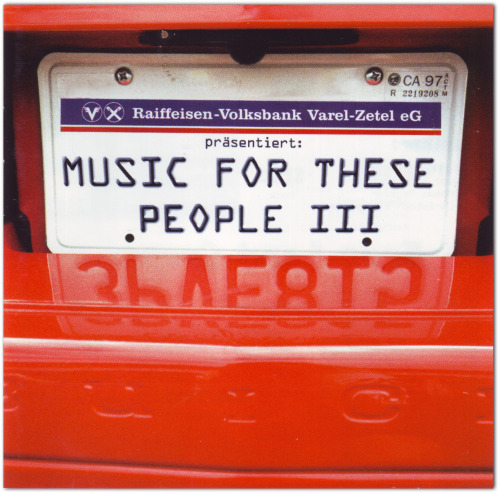 CA 97
R 2219208
Raiffeisen-Volksbank Varel-Zetel eG
präsentiert:
MUSIC FOR THESE
PEOPLE III
U I C